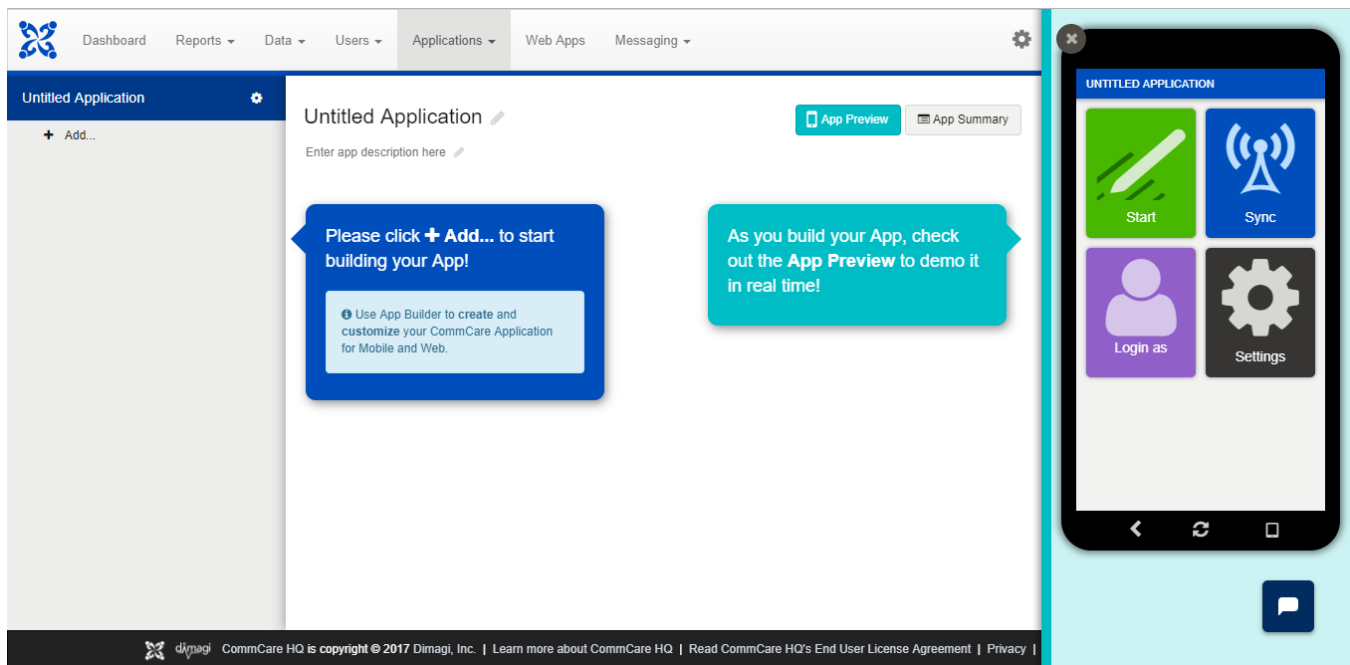 Dashboard Reports Data Users Applications Web Apps Messaging
Untitled Application
+ Add...
Untitled Application
App Preview
App Summary
Enter app description here
Please click + Add... to start
building your App!
Use App Builder to create and
customize your CommCare Application
for Mobile and Web.
As you build your App, check
out the App Preview to demo it
in real time!
UNTITLED APPLICATION
Start
Sync
Login as
Settings
dimagi CommCare HQ is copyright © 2017 Dimagi, Inc. | Learn more about CommCare HQ | Read CommCare HQ's End User License Agreement | Privacy |